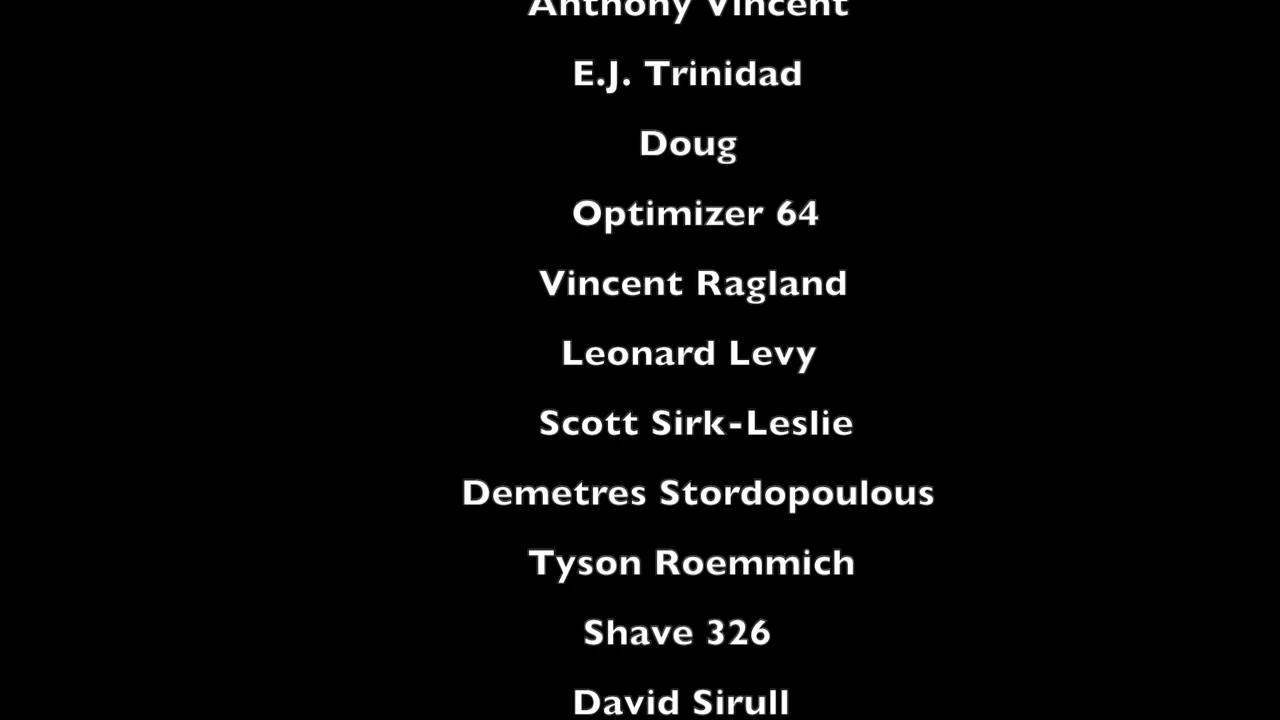 Anthony Vincent
E.J. Trinidad
Doug
Optimizer 64
Vincent Ragland
Leonard Levy
Scott Sirk-Leslie
Demetres Stordopoulous
Tyson Roemmich
Shave 326
David Sirull